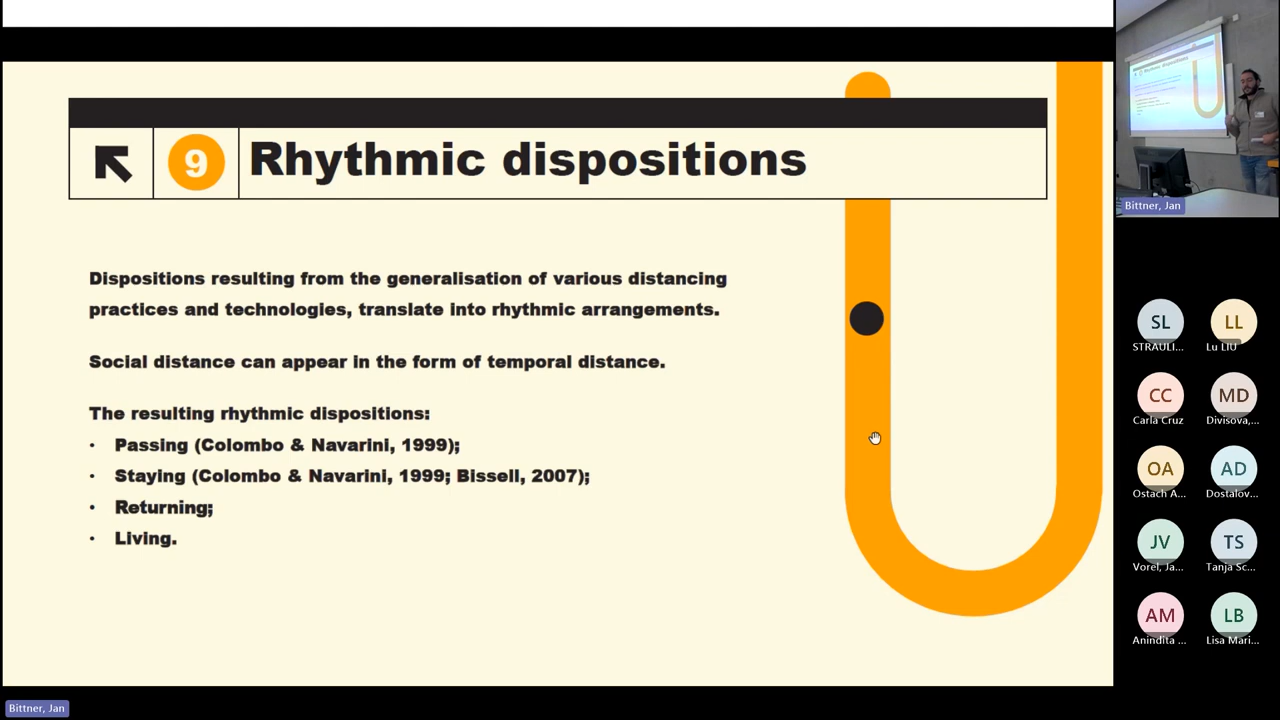 9
Rhythmic dispositions
Dispositions resulting from the generalisation of various distancing
practices and technologies, translate into rhythmic arrangements.
Social distance can appear in the form of temporal distance.
The resulting rhythmic dispositions:
• Passing (Colombo & Navarini, 1999);
• Staying (Colombo & Navarini, 1999; Bissell, 2007);
• Returning;
• Living.
Bittner, Jan
Bittner, Jan
SL
STRAULI...
LL
Lu LIU
CC
Carla Cruz
MD
Divisova,...
OA
Ostach A...
AD
Dostalov...
JV
Vorel, Ja...
TS
Tanja Sc...
AM
Anindita ...
LB
Lisa Mari...